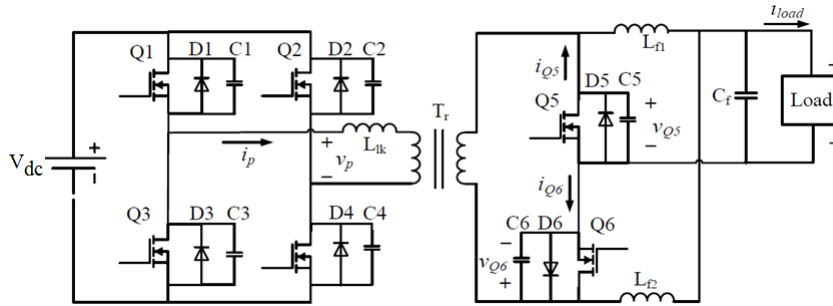 i_load
Q1 D1 C1 Q2 D2 C2
L_f1
i_Q5
D5 C5
C_f
Load
T_r
Q5
+
v_Q5
−
V_dc
+
−
i_p
L_lk
+
v_p
−
i_Q6
Q3 D3 C3
D4 C4
C6 D6 Q6
−
v_Q6
+
L_f2